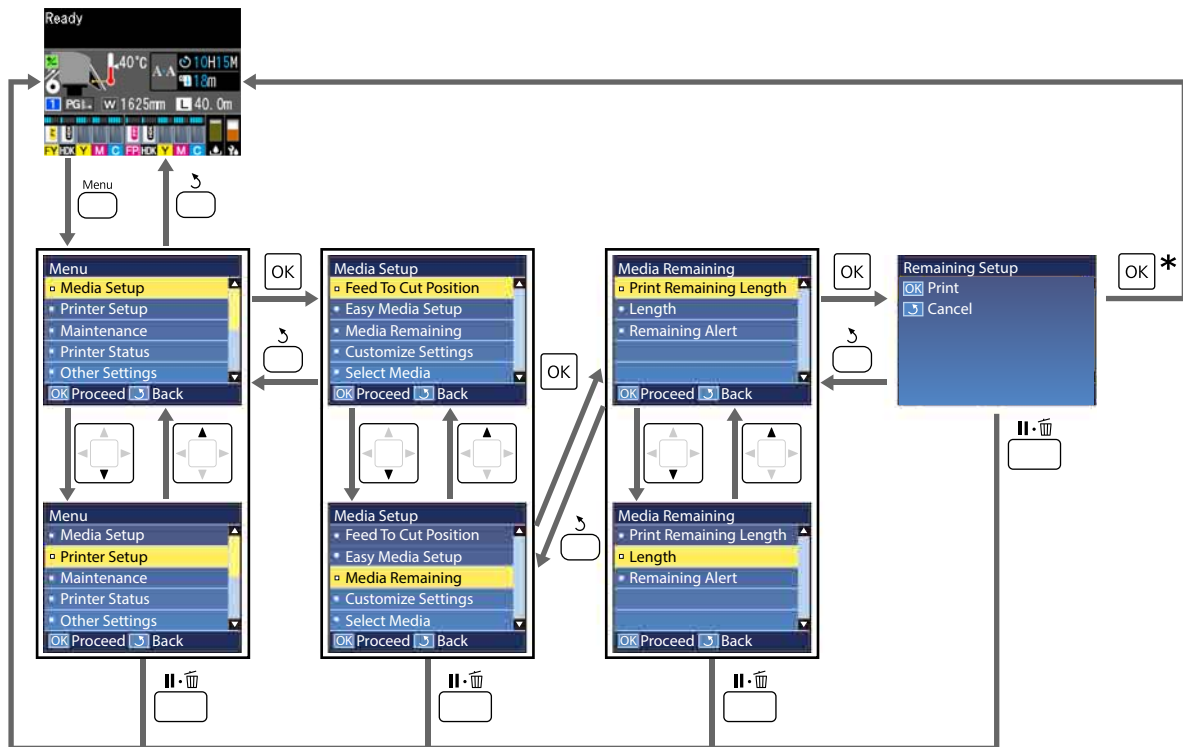 Ready
40°C
A·A
10H15M
18m
1 PG W 1625mm L 40.0m
FY HDK Y M C FP HDK Y M C
Menu
Menu
Media Setup
Printer Setup
Maintenance
Printer Status
Other Settings
OK Proceed Back
OK
Media Setup
Feed To Cut Position
Easy Media Setup
Media Remaining
Customize Settings
Select Media
OK Proceed Back
OK
Media Remaining
Print Remaining Length
Length
Remaining Alert
OK Proceed Back
OK
Remaining Setup
OK Print
Cancel
OK *
Menu
Media Setup
Printer Setup
Maintenance
Printer Status
Other Settings
OK Proceed Back
Media Setup
Feed To Cut Position
Easy Media Setup
Media Remaining
Customize Settings
Select Media
OK Proceed Back
Media Remaining
Print Remaining Length
Length
Remaining Alert
OK Proceed Back